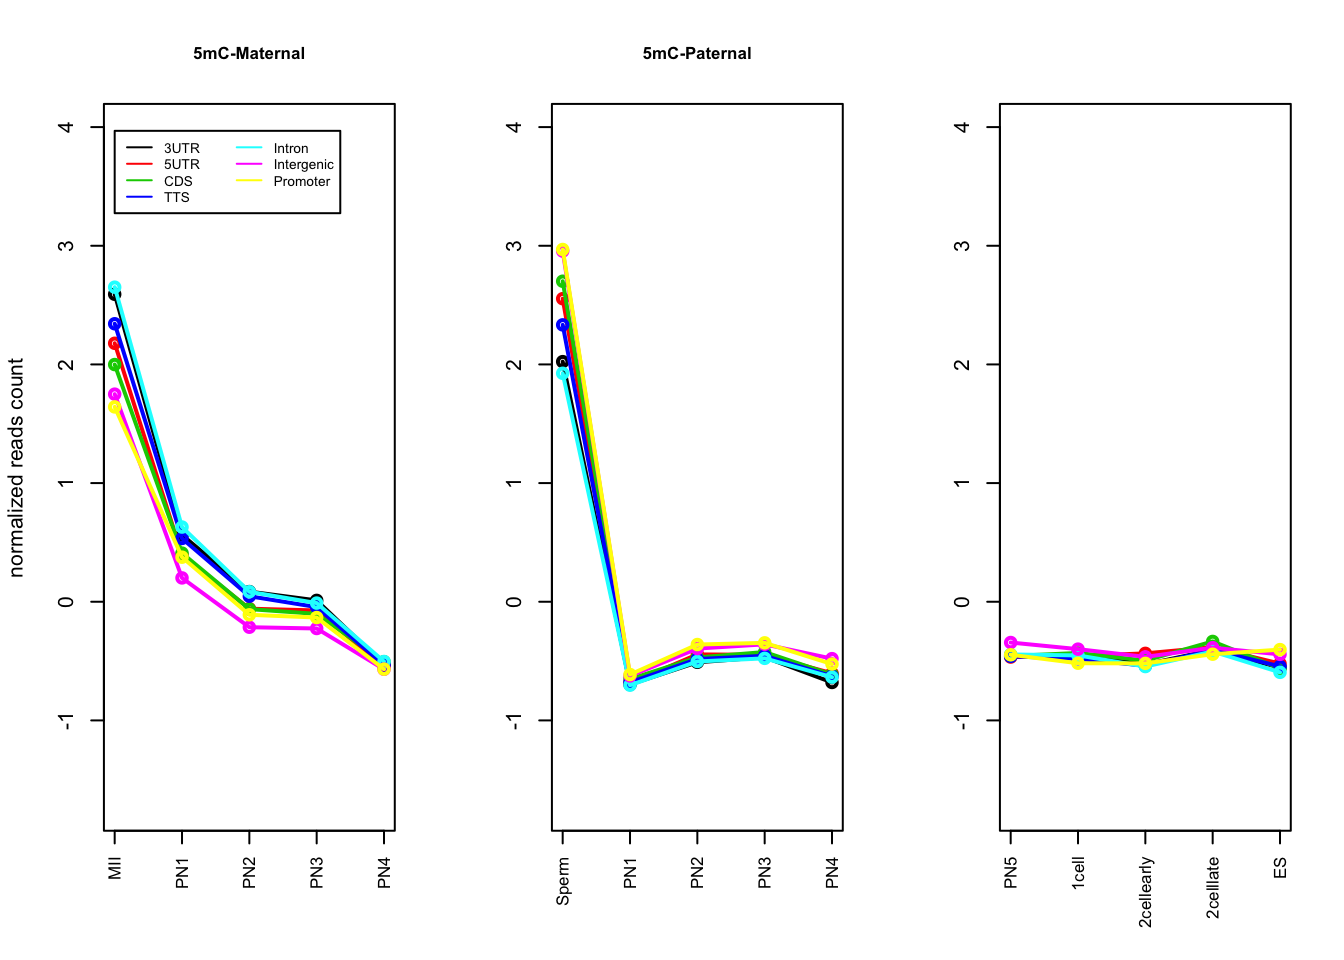 5mC-Maternal
5mC-Paternal
normalized reads count
4
3
2
1
0
-1
3UTR
5UTR
CDS
TTS
Intron
Intergenic
Promoter
MII
PN1
PN2
PN3
PN4
4
3
2
1
0
-1
Sperm
PN1
PN2
PN3
PN4
4
3
2
1
0
-1
PN5
1cell
2cellearly
2celllate
ES